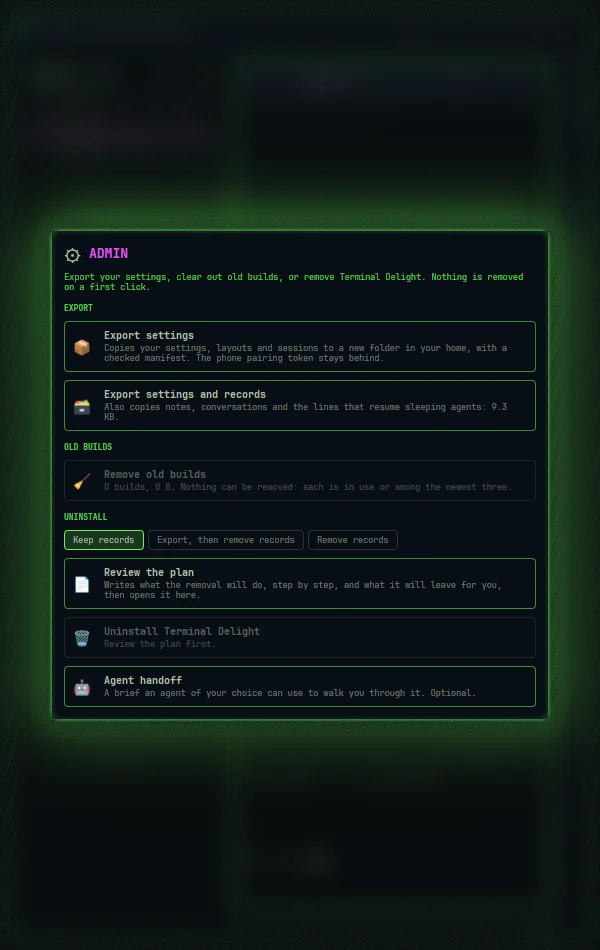 ADMIN
Export your settings, clear out old builds, or remove Terminal Delight. Nothing is removed
on a first click.
EXPORT
Export settings
Copies your settings, layouts and sessions to a new folder in your home, with a
checked manifest. The phone pairing token stays behind.
Export settings and records
Also copies notes, conversations and the lines that resume sleeping agents: 9.3
KB.
OLD BUILDS
Remove old builds
0 builds, 0 B. Nothing can be removed: each is in use or among the newest three.
UNINSTALL
Keep records
Export, then remove records
Remove records
Review the plan
Writes what the removal will do, step by step, and what it will leave for you,
then opens it here.
Uninstall Terminal Delight
Review the plan first.
Agent handoff
A brief an agent of your choice can use to walk you through it. Optional.